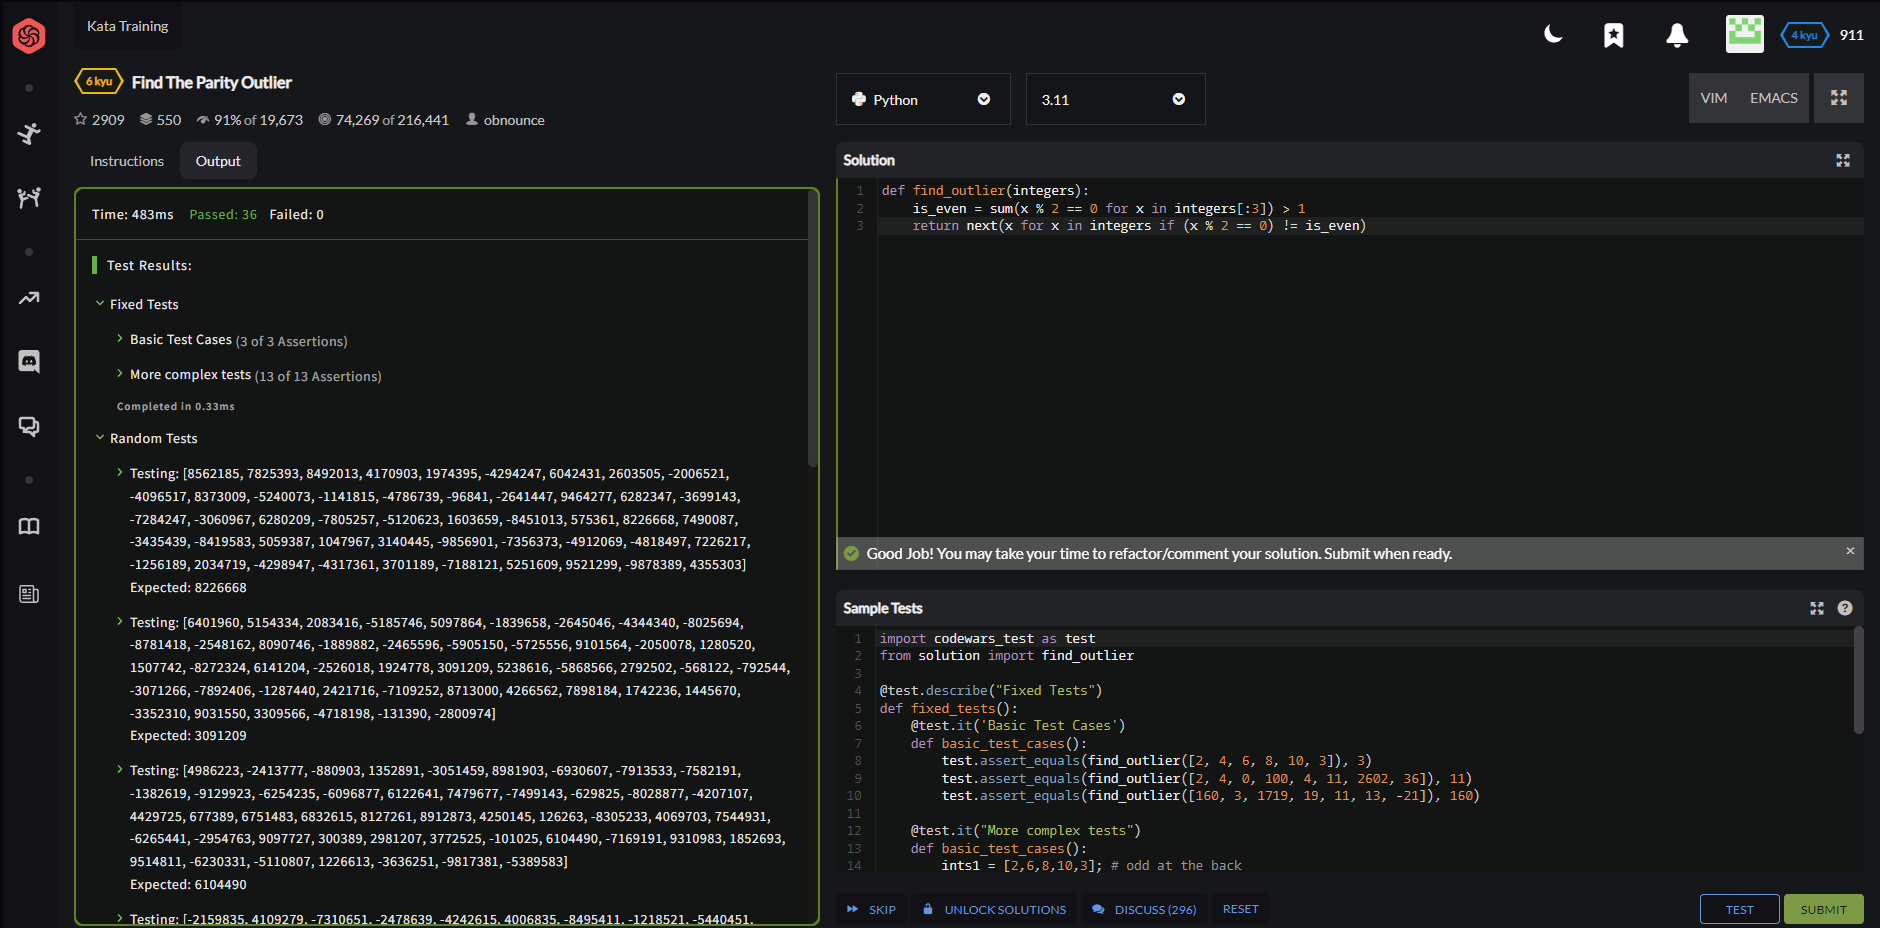 Kata Training
4 kyu 911
6 kyu Find The Parity Outlier
2909 550 91% of 19,673 74,269 of 216,441 obnounce
Instructions Output
Time: 483ms Passed: 36 Failed: 0
Test Results:
Fixed Tests
Basic Test Cases (3 of 3 Assertions)
More complex tests (13 of 13 Assertions)
Completed in 0.33ms
Random Tests
Testing: [8562185, 7825393, 8492013, 4170903, 1974395, -4294247, 6042431, 2603505, -2006521,
-4096517, 8373009, -5240073, -1141815, -4786739, -96841, -2641447, 9464277, 6282347, -3699143,
-7284247, -3060967, 6280209, -7805257, -5120623, 1603659, -8451013, 575361, 8226668, 7490087,
-3435439, -8419583, 5059387, 1047967, 3140445, -9856901, -7356373, -4912069, -4818497, 7226217,
-1256189, 2034719, -4298947, -4317361, 3701189, -7188121, 5251609, 9521299, -9878389, 4355303]
Expected: 8226668
Testing: [6401960, 5154334, 2083416, -5185746, 5097864, -1839658, -2645046, -4344340, -8025694,
-8781418, -2548162, 8090746, -1889882, -2465596, -5905150, -5725556, 9101564, -2050078, 1280520,
1507742, -8272324, 6141204, -2526018, 1924778, 3091209, 5238616, -5868566, 2792502, -568122, -792544,
-3071266, -7892406, -1287440, 2421716, -7109252, 8713000, 4266562, 7898184, 1742236, 1445670,
-3352310, 9031550, 3309566, -4718198, -131390, -2800974]
Expected: 3091209
Testing: [4986223, -2413777, -880903, 1352891, -3051459, 8981903, -6930607, -7913533, -7582191,
-1382619, -9129923, -6254235, -6096877, 6122641, 7479677, -7499143, -629825, -8028877, -4207107,
4429725, 677389, 6751483, 6832615, 8127261, 8912873, 4250145, 126263, -8305233, 4069703, 7544931,
-6265441, -2954763, 9097727, 300389, 2981207, 3772525, -101025, 6104490, -7169191, 9310983, 1852693,
9514811, -6230331, -5110807, 1226613, -3636251, -9817381, -5389583]
Expected: 6104490
Testing: [-2159835, 4109279, -7310651, -2478639, -4242615, 4006835, -8495411, -1218521, -5440451,
Python 3.11 VIM EMACS
Solution
1 def find_outlier(integers):
2 is_even = sum(x % 2 == 0 for x in integers[:3]) > 1
3 return next(x for x in integers if (x % 2 == 0) != is_even)
Good Job! You may take your time to refactor/comment your solution. Submit when ready. ×
Sample Tests ?
1 import codewars_test as test
2 from solution import find_outlier
3
4 @test.describe("Fixed Tests")
5 def fixed_tests():
6 @test.it('Basic Test Cases')
7 def basic_test_cases():
8 test.assert_equals(find_outlier([2, 4, 6, 8, 10, 3]), 3)
9 test.assert_equals(find_outlier([2, 4, 0, 100, 4, 11, 2602, 36]), 11)
10 test.assert_equals(find_outlier([160, 3, 1719, 19, 11, 13, -21]), 160)
11
12 @test.it("More complex tests")
13 def basic_test_cases():
14 ints1 = [2,6,8,10,3]; # odd at the back
SKIP UNLOCK SOLUTIONS DISCUSS (296) RESET TEST SUBMIT